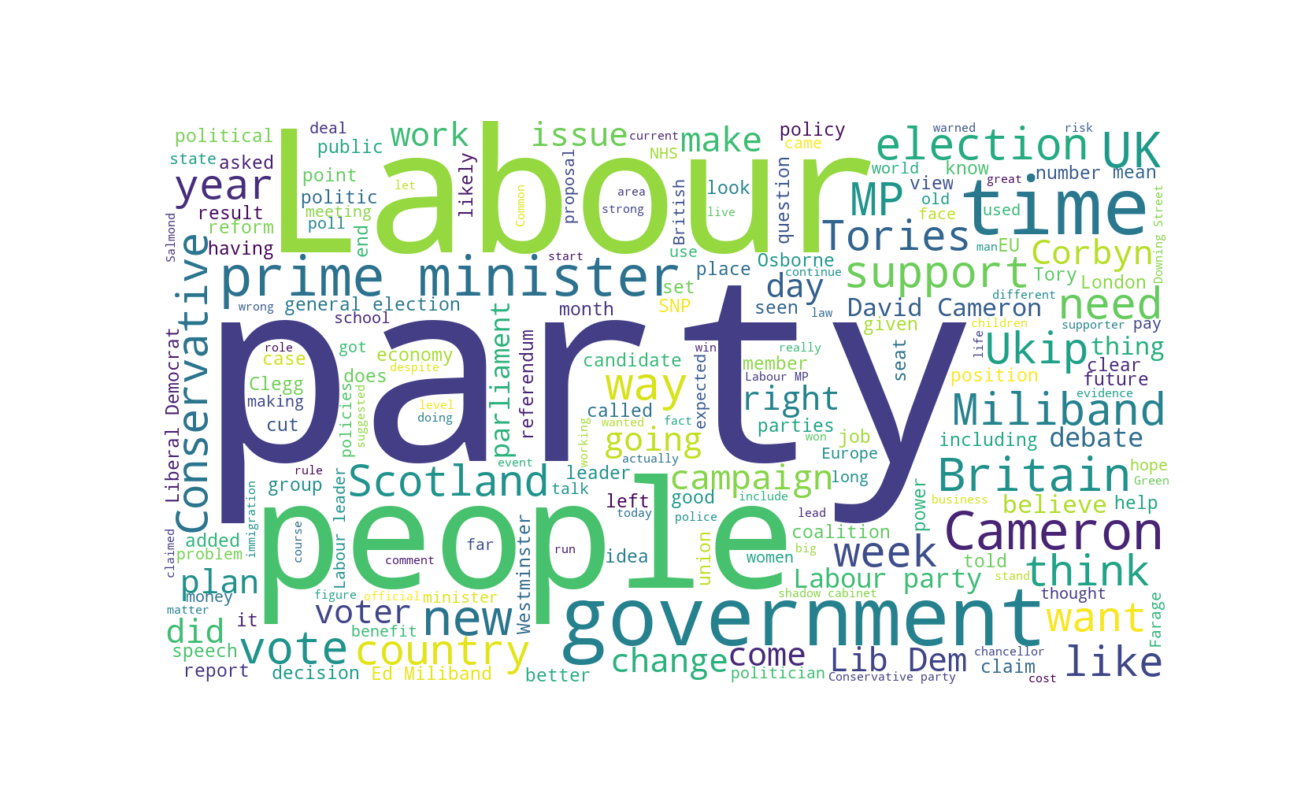 political
deal
public
work
issue
current
NHS
make
policy
came
warned
risk
election
UK
state
asked
point
let
likely
Common
proposal
area
strong
British
look
live
question
view
world
know
number
mean
year
politic
Labour
MP
old
great
used
time
result
meeting
poll
face
Salmond
reform
having
end
start
use
Osborne
Tories
man
EU
Corbyn
Downing Street
Conservative
prime minister
place
continue
support
Tory
London
wrong
general election
set
day
different
need
school
month
SNP
seen
law
David Cameron
party
given
children
supporter
pay
role
case
got
economy
parliament
referendum
candidate
win
really
seat
life
Ukip
thing
Liberal Democrat
Clegg
despite
does
way
member
Labour MP
position
clear
future
making
policies
suggested
level
called
fact
expected
right
evidence
cut
doing
wanted
won
parties
Miliband
working
going
actually
job
Europe
including
debate
rule
event
Scotland
leader
campaign
long
Britain
hope
Green
group
Labour leader
talk
left
good
include
power
business
immigration
people
today
police
lead
believe
help
claimed
added
course
far
run
idea
union
women
coalition
big
Cameron
problem
comment
Westminster
week
told
stand
plan
figure
official
minister
Labour party
shadow cabinet
think
money
matter
it
voter
new
government
thought
want
Farage
did
benefit
speech
vote
country
change
come
Lib Dem
chancellor
claim
like
report
decision
Ed Miliband
better
politician
Conservative party
cost